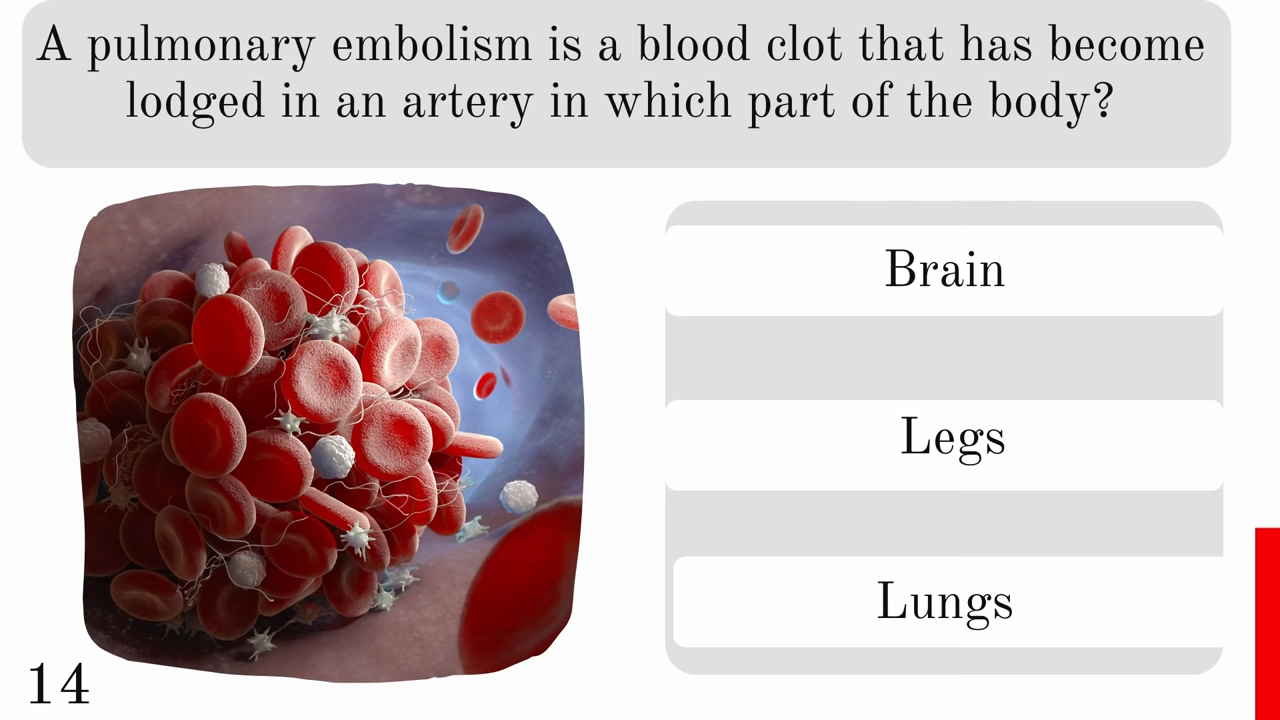 A pulmonary embolism is a blood clot that has become
lodged in an artery in which part of the body?
Brain
Legs
Lungs
14